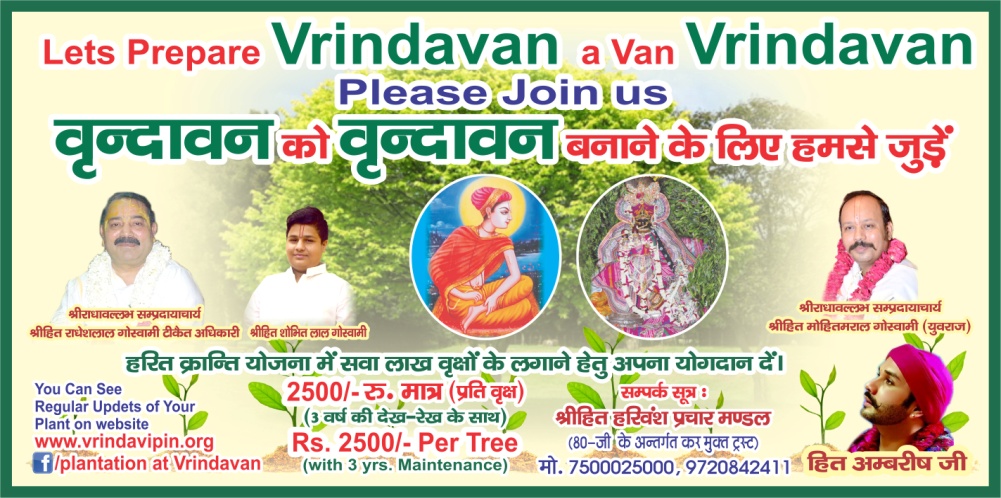 Lets Prepare Vrindavan a Van Vrindavan
Please Join us
वृन्दावन को वृन्दावन बनाने के लिए हमसे जुड़ें
श्रीराधावल्लभ सम्प्रदायाचार्य
श्रीहित राधेशलाल गोस्वामी टीकैत अधिकारी
श्रीहित शोभित लाल गोस्वामी
श्रीराधावल्लभ सम्प्रदायाचार्य
श्रीहित मोहितमराल गोस्वामी (युवराज)
हरित क्रान्ति योजना में सवा लाख वृक्षों के लगाने हेतु अपना योगदान दें।
You Can See
Regular Updets of Your
Plant on website
www.vrindavipin.org
f/plantation at Vrindavan
2500/- रु. मात्र (प्रति वृक्ष)
(3 वर्ष की देख-रेख के साथ)
Rs. 2500/- Per Tree
(with 3 yrs. Maintenance)
सम्पर्क सूत्र :
श्रीहित हरिवंश प्रचार मण्डल
(80-जी के अन्तर्गत कर मुक्त ट्रस्ट)
मो. 7500025000, 9720842411
हित अम्बरीष जी